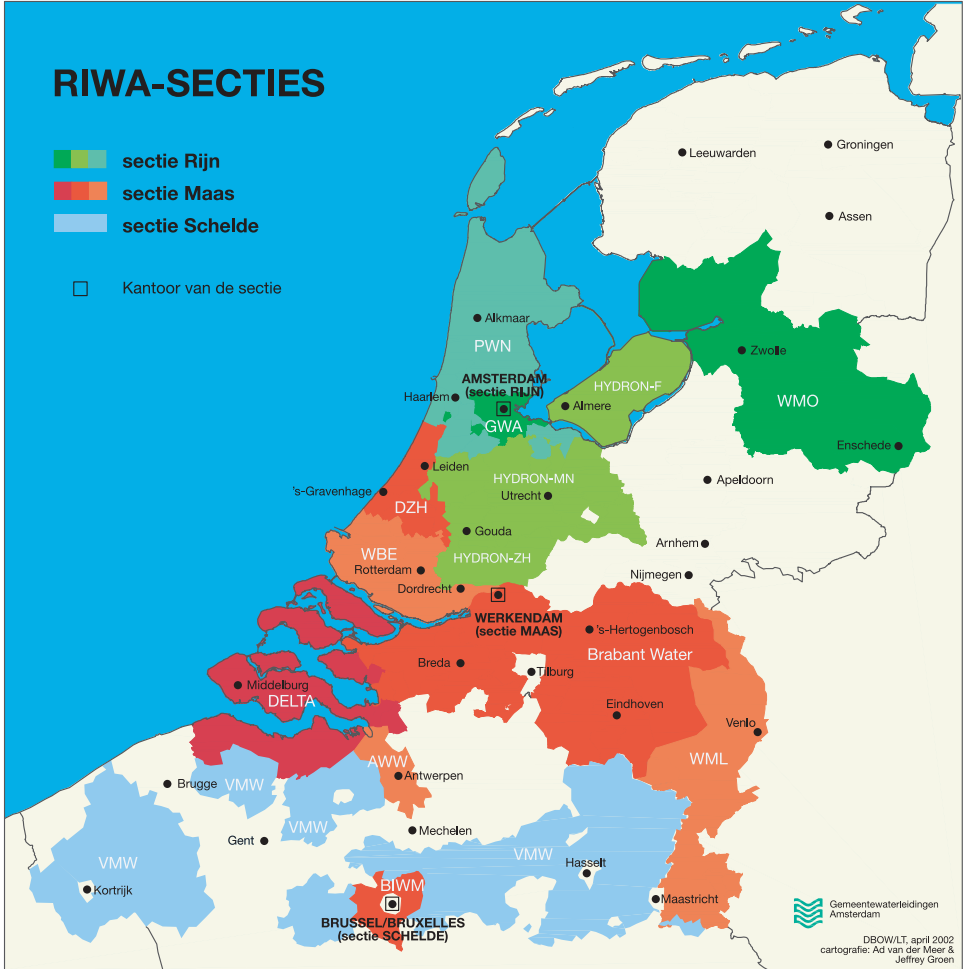 RIWA-SECTIES
sectie Rijn
sectie Maas
sectie Schelde
Kantoor van de sectie
Leeuwarden
Groningen
Assen
Alkmaar
PWN
Zwolle
AMSTERDAM
(sectie RIJN)
HYDRON-F
Haarlem
Almere
WMO
GWA
Enschede
Leiden
HYDRON-MN
Apeldoorn
's-Gravenhage
Utrecht
DZH
Gouda
WBE
HYDRON-ZH
Arnhem
Rotterdam
Nijmegen
Dordrecht
WERKENDAM
(sectie MAAS)
's-Hertogenbosch
Brabant Water
Breda
Tilburg
Middelburg
DELTA
Eindhoven
Venlo
WML
AWW
Antwerpen
Brugge
VMW
VMW
Mechelen
Gent
VMW
VMW
Hasselt
Kortrijk
BIWM
Maastricht
BRUSSEL/BRUXELLES
(sectie SCHELDE)
Gemeentewaterleidingen
Amsterdam
DBOW/LT, april 2002
cartografie: Ad van der Meer &
Jeffrey Groen